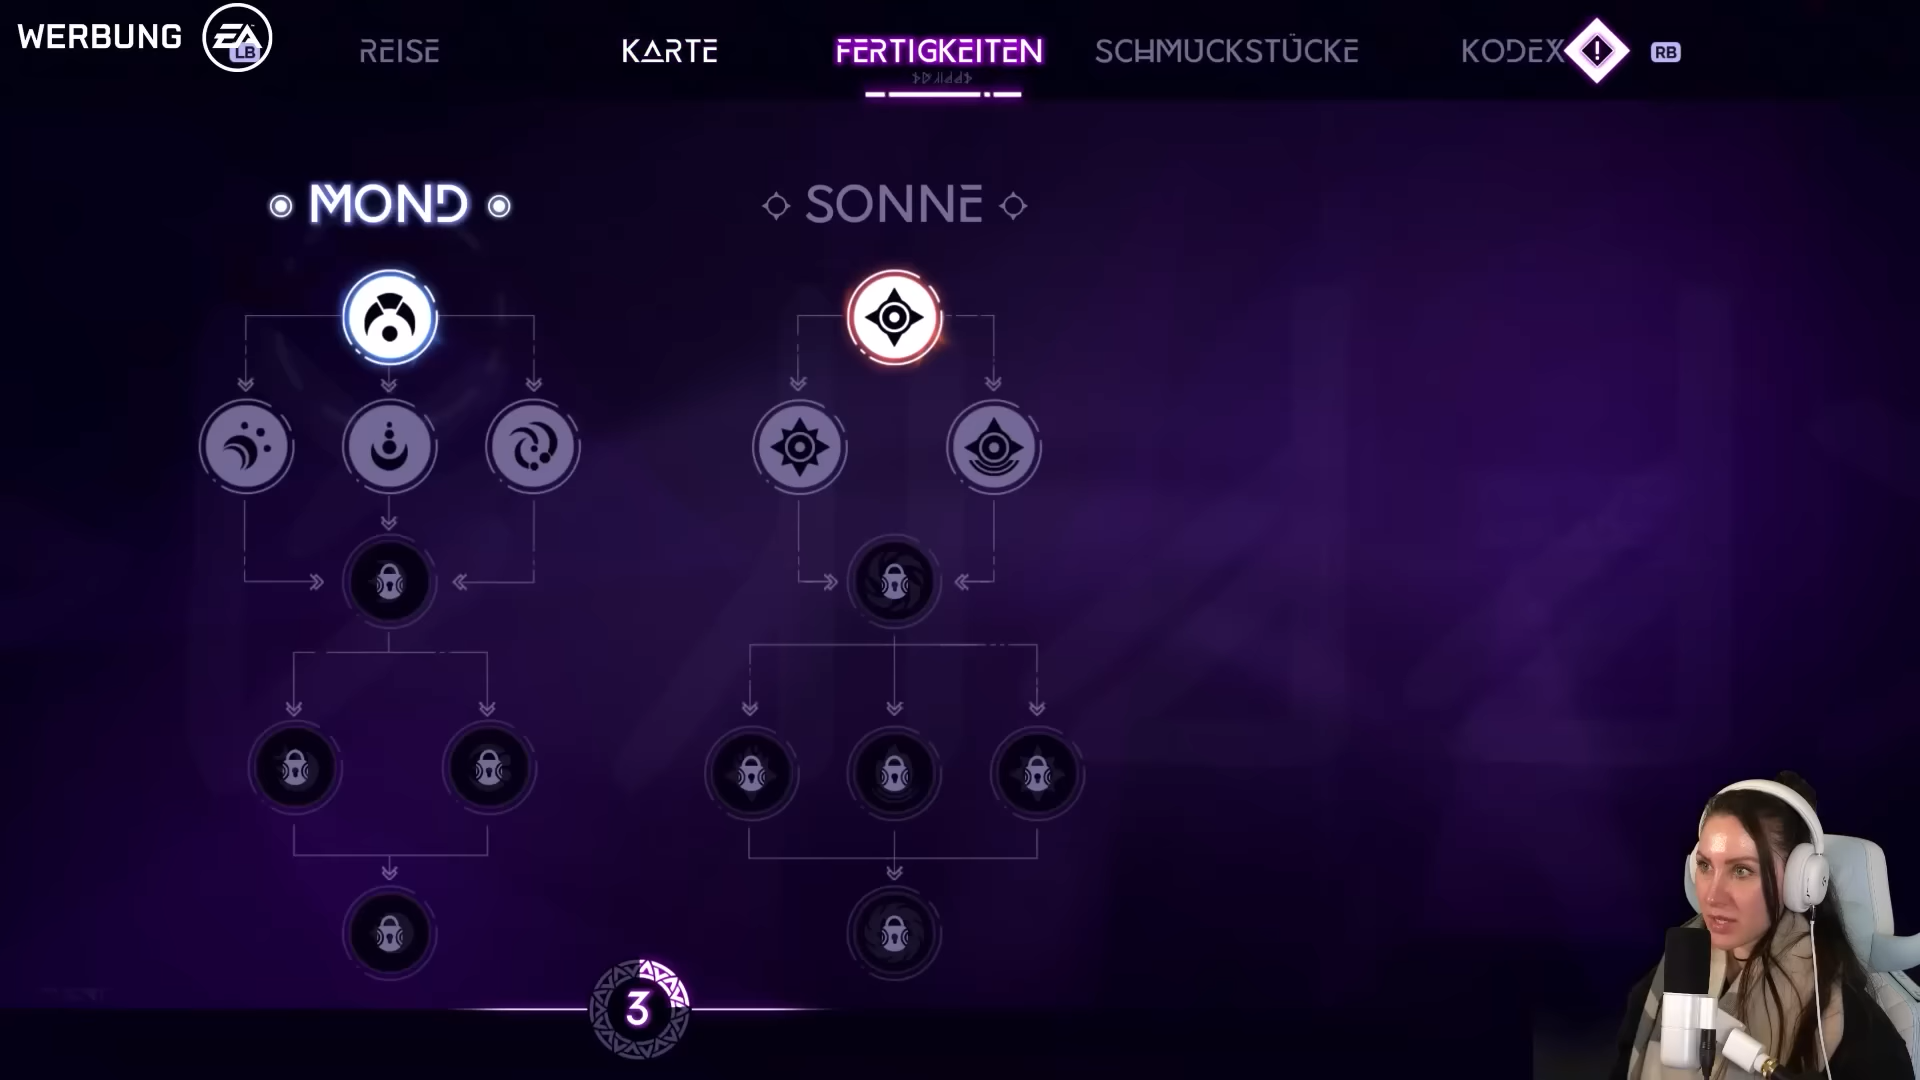 WERBUNG
EA
LB
REISE
KARTE
FERTIGKEITEN
SCHMUCKSTÜCKE
KODEX
!
RB
MOND
SONNE
3